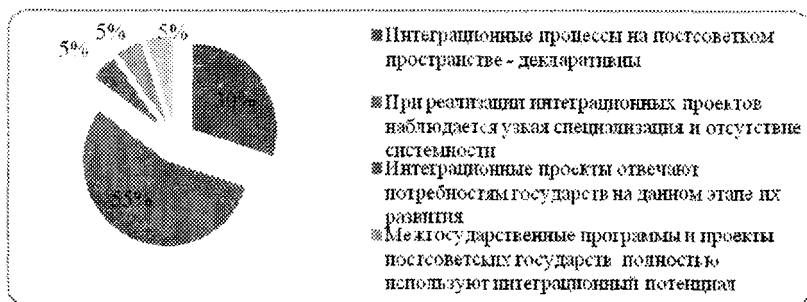 5%
5%
5%
30%
55%
Интеграционные процессы на постсоветком
пространстве - декларативны
При реализации интеграционных проектов
наблюдается узкая специализация и отсутствие
системности
Интеграционные проекты отвечают
потребностям государств на данном этапе их
развития
Межгосударственные программы и проекты
постсоветских государств полностью
используют интеграционный потенциал